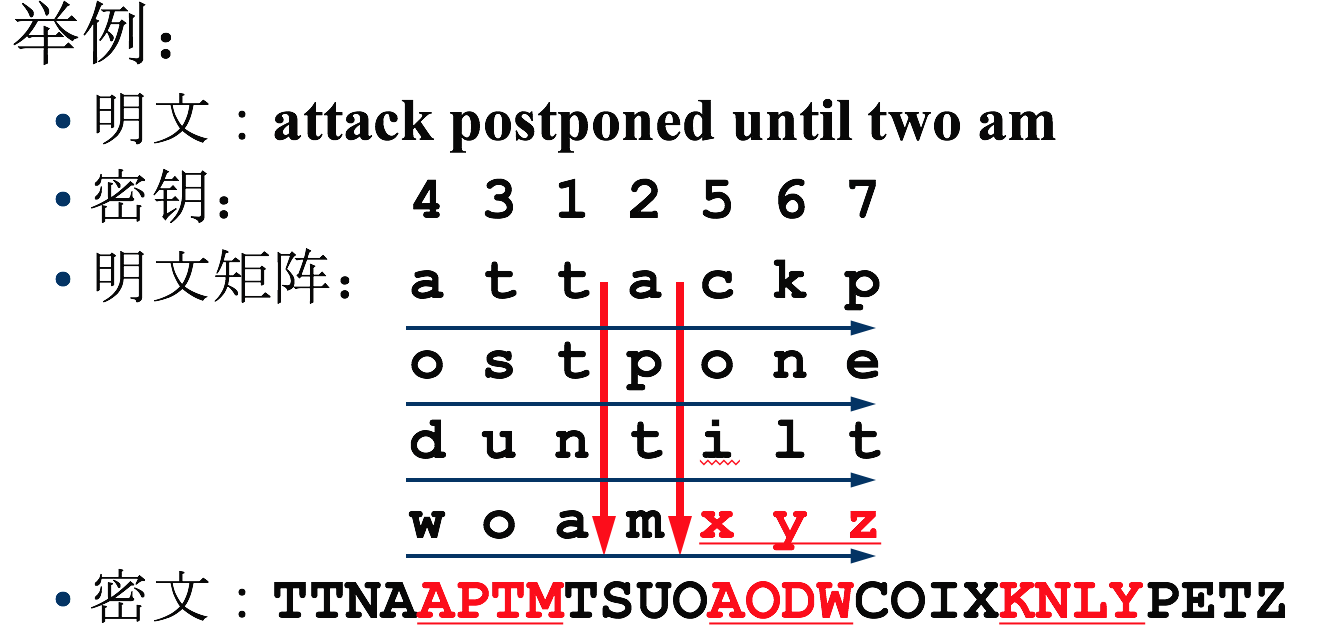 举例：
• 明文：attack postponed until two am
• 密钥： 4 3 1 2 5 6 7
• 明文矩阵： a t t a c k p
o s t p o n e
d u n t i l t
w o a m x y z
• 密文：TTNAAPTMTSUOAODWCOIXKNLYPETZ